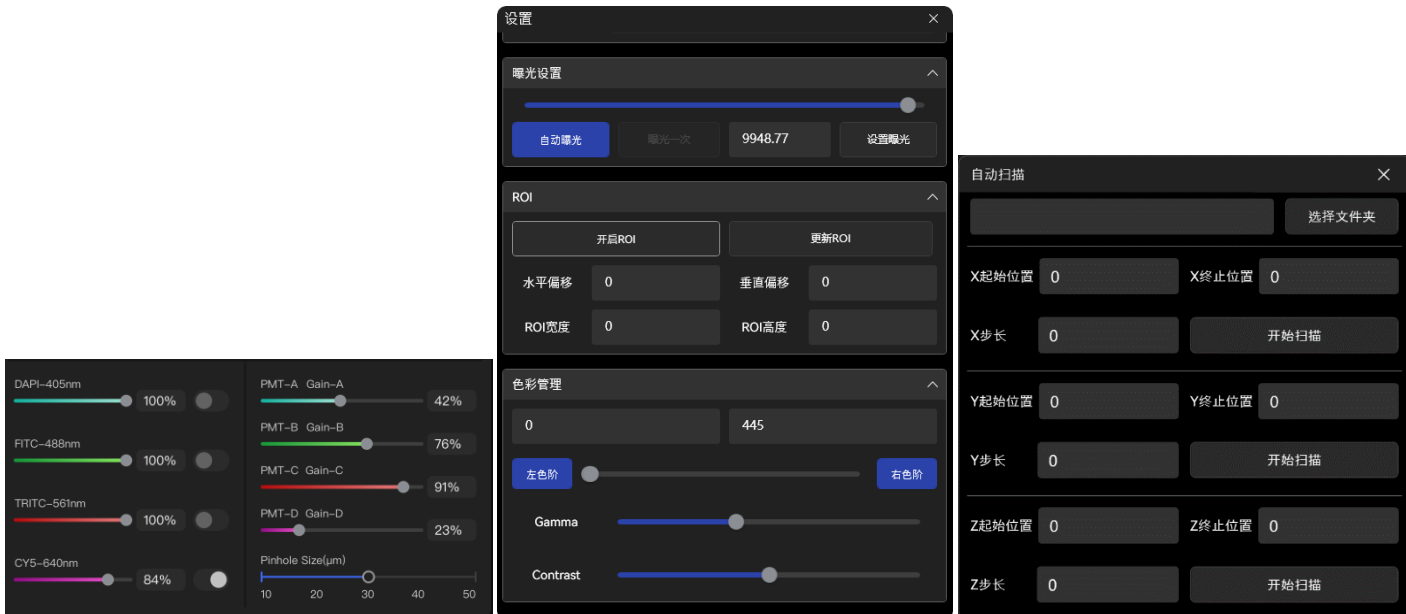 DAPI-405nm
100%
FITC-488nm
100%
TRITC-561nm
100%
CY5-640nm
84%
PMT-A Gain-A
42%
PMT-B Gain-B
76%
PMT-C Gain-C
91%
PMT-D Gain-D
23%
Pinhole Size(μm)
10 20 30 40 50
设置
曝光设置
自动曝光 曝光一次 9948.77 设置曝光
ROI
开启ROI 更新ROI
水平偏移 0 垂直偏移 0
ROI宽度 0 ROI高度 0
色彩管理
0 445
左色阶 右色阶
Gamma
Contrast
自动扫描
选择文件夹
X起始位置 0 X终止位置 0
X步长 0 开始扫描
Y起始位置 0 Y终止位置 0
Y步长 0 开始扫描
Z起始位置 0 Z终止位置 0
Z步长 0 开始扫描